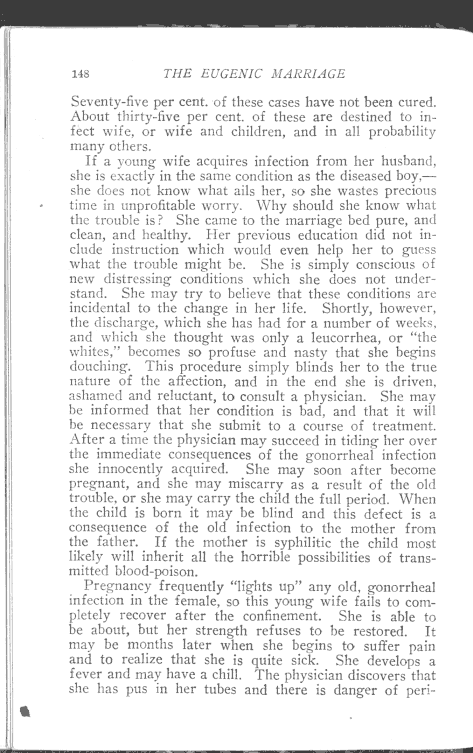 148 THE EUGENIC MARRIAGE
Seventy-five per cent. of these cases have not been cured.
About thirty-five per cent. of these are destined to in-
fect wife, or wife and children, and in all probability
many others.
If a young wife acquires infection from her husband,
she is exactly in the same condition as the diseased boy,—
she does not know what ails her, so she wastes precious
time in unprofitable worry. Why should she know what
the trouble is? She came to the marriage bed pure, and
clean, and healthy. Her previous education did not in-
clude instruction which would even help her to guess
what the trouble might be. She is simply conscious of
new distressing conditions which she does not under-
stand. She may try to believe that these conditions are
incidental to the change in her life. Shortly, however,
the discharge, which she has had for a number of weeks,
and which she thought was only a leucorrhea, or "the
whites," becomes so profuse and nasty that she begins
douching. This procedure simply blinds her to the true
nature of the affection, and in the end she is driven,
ashamed and reluctant, to consult a physician. She may
be informed that her condition is bad, and that it will
be necessary that she submit to a course of treatment.
After a time the physician may succeed in tiding her over
the immediate consequences of the gonorrheal infection
she innocently acquired. She may soon after become
pregnant, and she may miscarry as a result of the old
trouble, or she may carry the child the full period. When
the child is born it may be blind and this defect is a
consequence of the old infection to the mother from
the father. If the mother is syphilitic the child most
likely will inherit all the horrible possibilities of trans-
mitted blood-poison.
Pregnancy frequently "lights up" any old, gonorrheal
infection in the female, so this young wife fails to com-
pletely recover after the confinement. She is able to
be about, but her strength refuses to be restored. It
may be months later when she begins to suffer pain
and to realize that she is quite sick. She develops a
fever and may have a chill. The physician discovers that
she has pus in her tubes and there is danger of peri-